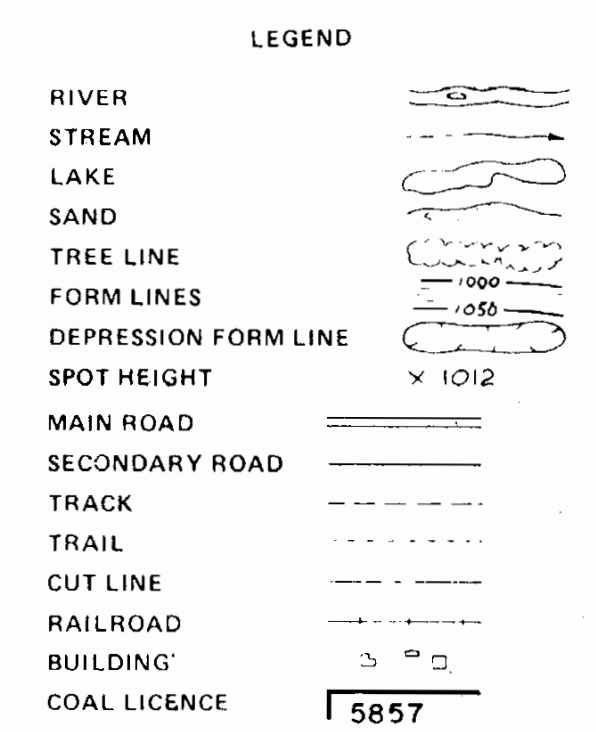 LEGEND
RIVER
STREAM
LAKE
SAND
TREE LINE
FORM LINES 1000 1050
DEPRESSION FORM LINE
SPOT HEIGHT × 1012
MAIN ROAD
SECONDARY ROAD
TRACK
TRAIL
CUT LINE
RAILROAD
BUILDING
COAL LICENCE 5857